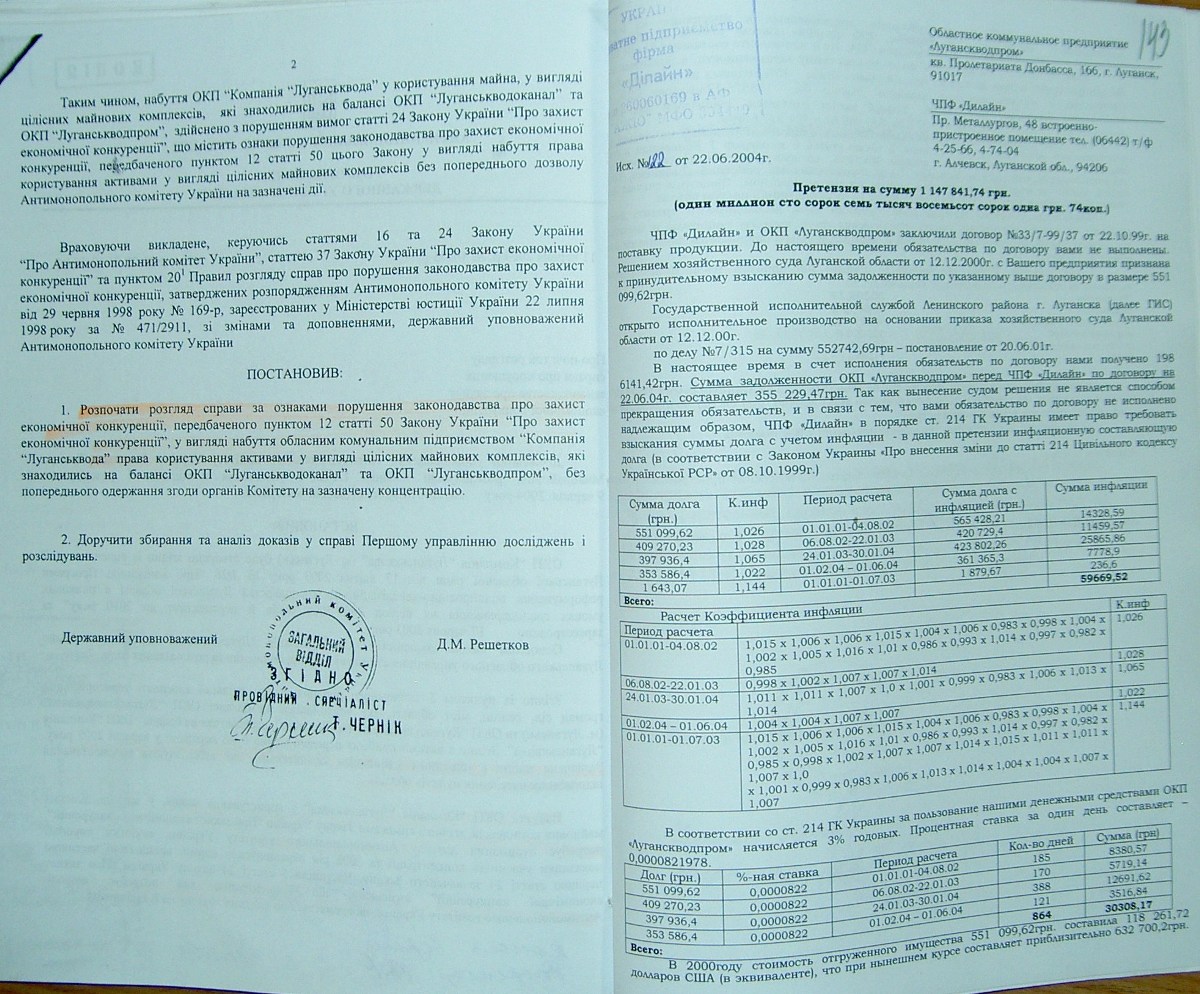 2
Таким чином, набуття ОКП “Компанія “Луганськвода” у користування майна, у вигляді
цілісних майнових комплексів, які знаходились на балансі ОКП “Луганськводоканал” та
ОКП “Луганськводпром”, здійснено з порушенням вимог статті 24 Закону України “Про захист
економічної конкуренції”, що містить ознаки порушення законодавства про захист економічної
конкуренції, передбаченого пунктом 12 статті 50 цього Закону у вигляді набуття права
користування активами у вигляді цілісних майнових комплексів без попереднього дозволу
Антимонопольного комітету України на зазначені дії.
Враховуючи викладене, керуючись статтями 16 та 24 Закону України
“Про Антимонопольний комітет України”, статтею 37 Закону України “Про захист економічної
конкуренції” та пунктом 20¹ Правил розгляду справ про порушення законодавства про захист
економічної конкуренції, затверджених розпорядженням Антимонопольного комітету України
від 29 червня 1998 року № 169-р, зареєстрованих у Міністерстві юстиції України 22 липня
1998 року за № 471/2911, зі змінами та доповненнями, державний уповноважений
Антимонопольного комітету України
ПОСТАНОВИВ:
1. Розпочати розгляд справи за ознаками порушення законодавства про захист
економічної конкуренції, передбаченого пунктом 12 статті 50 Закону України “Про захист
економічної конкуренції”, у вигляді набуття обласним комунальним підприємством “Компанія
“Луганськвода” права користування активами у вигляді цілісних майнових комплексів, які
знаходились на балансі ОКП “Луганськводоканал” та ОКП “Луганськводпром”, без
попереднього одержання згоди органів Комітету на зазначену концентрацію.
2. Доручити збирання та аналіз доказів у справі Першому управлінню досліджень і
розслідувань.
Державний уповноважений
Д.М. Решетков
ЗАГАЛЬНИЙ
ВІДДІЛ
ЗГІДНО
ПРОВІДНИЙ СПЕЦІАЛІСТ
Т. ЧЕРНІК
УКРАЇ
підприємство
фірма
«Ділайн»
143
Областное коммунальное предприятие
«Луганскводпром»
кв. Пролетариата Донбасса, 166, г. Луганск,
91017
ЧПФ «Дилайн»
Пр. Металлургов, 48 встроенно-
пристроенное помещение тел. (06442) т/ф
4-25-66, 4-74-04
г. Алчевск, Луганской обл., 94206
Исх. №122 от 22.06.2004г.
Претензия на сумму 1 147 841,74 грн.
(один миллион сто сорок семь тысяч восемьсот сорок одна грн. 74коп.)
ЧПФ «Дилайн» и ОКП «Луганскводпром» заключили договор №33/7-99/37 от 22.10.99г. на
поставку продукции. До настоящего времени обязательства по договору вами не выполнены.
Решением хозяйственного суда Луганской области от 12.12.2000г. с Вашего предприятия признана
к принудительному взысканию сумма задолженности по указанному выше договору в размере 551
099,62грн.
Государственной исполнительной службой Ленинского района г. Луганска (далее ГИС)
открыто исполнительное производство на основании приказа хозяйственного суда Луганской
области от 12.12.00г.
по делу №7/315 на сумму 552742,69грн – постановление от 20.06.01г.
В настоящее время в счет исполнения обязательств по договору нами получено 198
6141,42грн. Сумма задолженности ОКП «Луганскводпром» перед ЧПФ «Дилайн» по договору на
22.06.04г. составляет 355 229,47грн. Так как вынесение судом решения не является способом
прекращения обязательств, и в связи с тем, что вами обязательство по договору не исполнено
надлежащим образом, ЧПФ «Дилайн» в порядке ст. 214 ГК Украины имеет право требовать
взыскания суммы долга с учетом инфляции - в данной претензии инфляционную составляющую
долга (в соответствии с Законом Украины «Про внесення зміни до статті 214 Цивільного кодексу
Української РСР» от 08.10.1999г.)
Сумма долга (грн.) К.инф Период расчета Сумма долга с инфляцией (грн.) Сумма инфляции
551 099,62 1,026 01.01.01-04.08.02 565 428,21 14328,59
409 270,23 1,028 06.08.02-22.01.03 420 729,4 11459,57
397 936,4 1,065 24.01.03-30.01.04 423 802,26 25865,86
353 586,4 1,022 01.02.04 – 01.06.04 361 365,3 7778,9
1 643,07 1,144 01.01.01-01.07.03 1 879,67 236,6
Всего: 59669,52
Расчет Коэффициента инфляции
Период расчета К.инф
01.01.01-04.08.02 1,015 x 1,006 x 1,006 x 1,015 x 1,004 x 1,006 x 0,983 x 0,998 x 1,004 x 1,026
1,002 x 1,005 x 1,016 x 1,01 x 0,986 x 0,993 x 1,014 x 0,997 x 0,982 x
0,985
06.08.02-22.01.03 0,998 x 1,002 x 1,007 x 1,007 x 1,014 1,028
24.01.03-30.01.04 1,011 x 1,011 x 1,007 x 1,0 x 1,001 x 0,999 x 0,983 x 1,006 x 1,013 x 1,065
1,014
01.02.04 – 01.06.04 1,004 x 1,004 x 1,007 x 1,007 1,022
01.01.01-01.07.03 1,015 x 1,006 x 1,006 x 1,015 x 1,004 x 1,006 x 0,983 x 0,998 x 1,004 x 1,144
1,002 x 1,005 x 1,016 x 1,01 x 0,986 x 0,993 x 1,014 x 0,997 x 0,982 x
0,985 x 0,998 x 1,002 x 1,007 x 1,007 x 1,014 x 1,015 x 1,011 x 1,011 x
1,007 x 1,0
x 1,001 x 0,999 x 0,983 x 1,006 x 1,013 x 1,014 x 1,004 x 1,004 x 1,007 x
1,007
В соответствии со ст. 214 ГК Украины за пользование нашими денежными средствами ОКП
«Луганскводпром» начисляется 3% годовых. Процентная ставка за один день составляет –
0,0000821978.
Долг (грн.) %-ная ставка Период расчета Кол-во дней Сумма (грн)
551 099,62 0,0000822 01.01.01-04.08.02 185 8380,57
409 270,23 0,0000822 06.08.02-22.01.03 170 5719,14
397 936,4 0,0000822 24.01.03-30.01.04 388 12691,62
353 586,4 0,0000822 01.02.04 – 01.06.04 121 3516,84
Всего: 864 30308,17
В 2000году стоимость отгруженного имущества 551 099,62грн. составила 118 261,72
долларов США (в эквиваленте), что при нынешнем курсе составляет приблизительно 632 700,2грн.